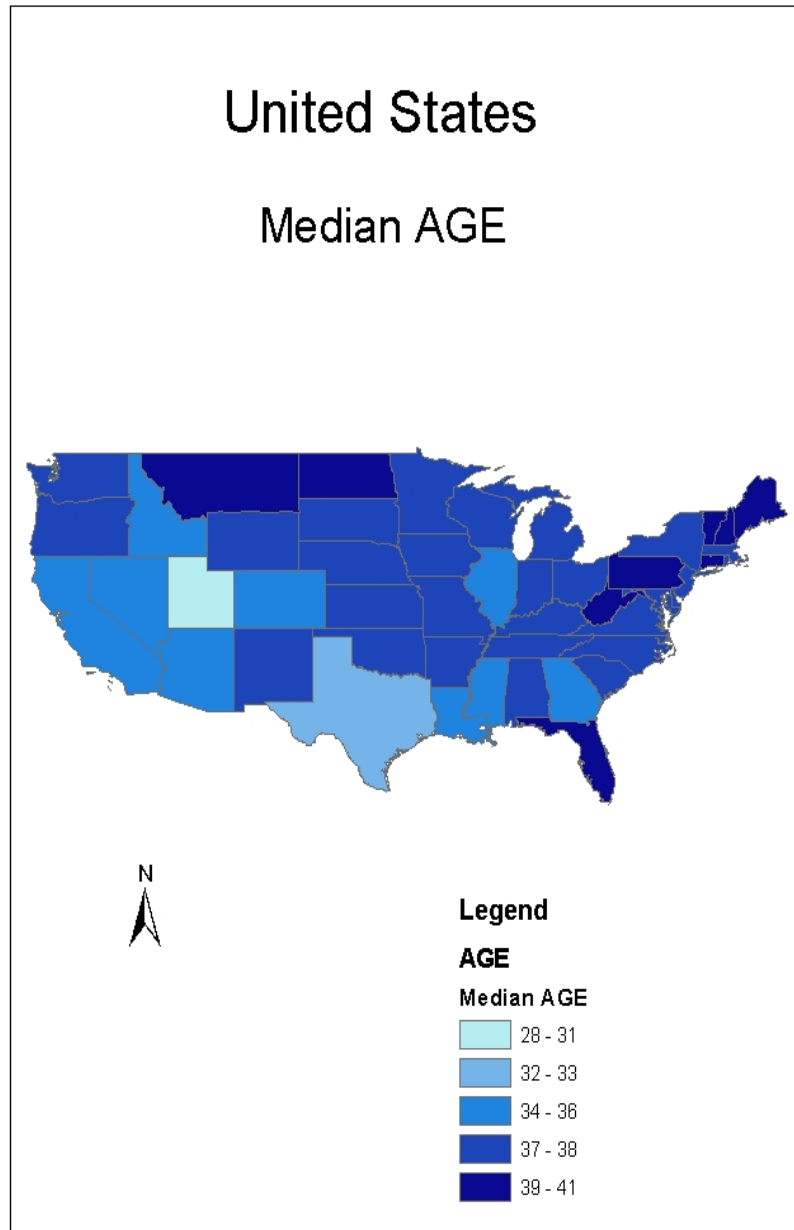 United States
Median AGE
N
Legend
AGE
Median AGE
28 - 31
32 - 33
34 - 36
37 - 38
39 - 41